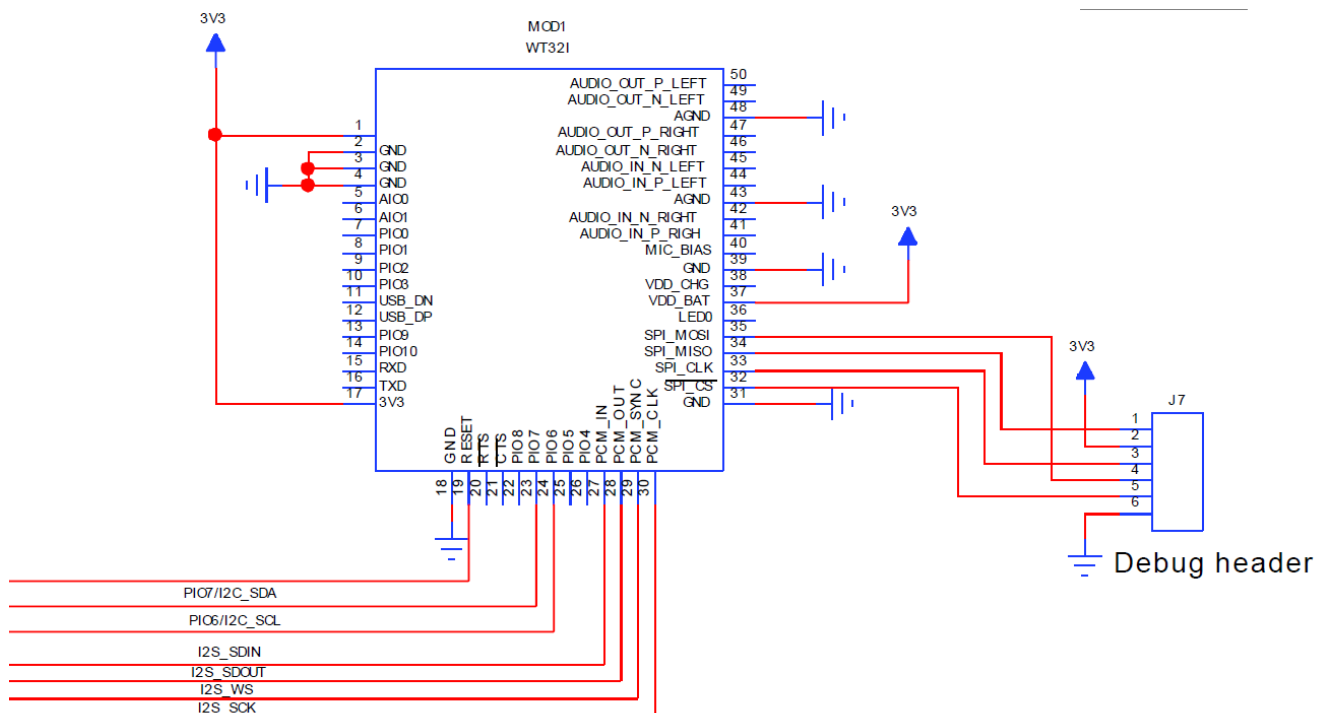 3V3
MOD1
WT32I
1
2 GND
3 GND
4 GND
5 AIO0
6 AIO1
7 PIO0
8 PIO1
9 PIO2
10 PIO3
11 USB_DN
12 USB_DP
13 PIO9
14 PIO10
15 RXD
16 TXD
17 3V3
AUDIO_OUT_P_LEFT 50
AUDIO_OUT_N_LEFT 49
AGND 48
AUDIO_OUT_P_RIGHT 47
AUDIO_OUT_N_RIGHT 46
AUDIO_IN_N_LEFT 45
AUDIO_IN_P_LEFT 44
AGND 43
AUDIO_IN_N_RIGHT 42
AUDIO_IN_P_RIGH 41
MIC_BIAS 40
GND 39
VDD_CHG 38
VDD_BAT 37
LED0 36
SPI_MOSI 35
SPI_MISO 34
SPI_CLK 33
SPI_CS 32
GND 31
GND 18
RESET 19
RTS 20
CTS 21
PIO8 22
PIO7 23
PIO6 24
PIO5 25
PIO4 26
PCM_IN 27
PCM_OUT 28
PCM_SYNC 29
PCM_CLK 30
3V3
3V3
J7
1
2
3
4
5
6
Debug header
PIO7/I2C_SDA
PIO6/I2C_SCL
I2S_SDIN
I2S_SDOUT
I2S_WS
I2S_SCK